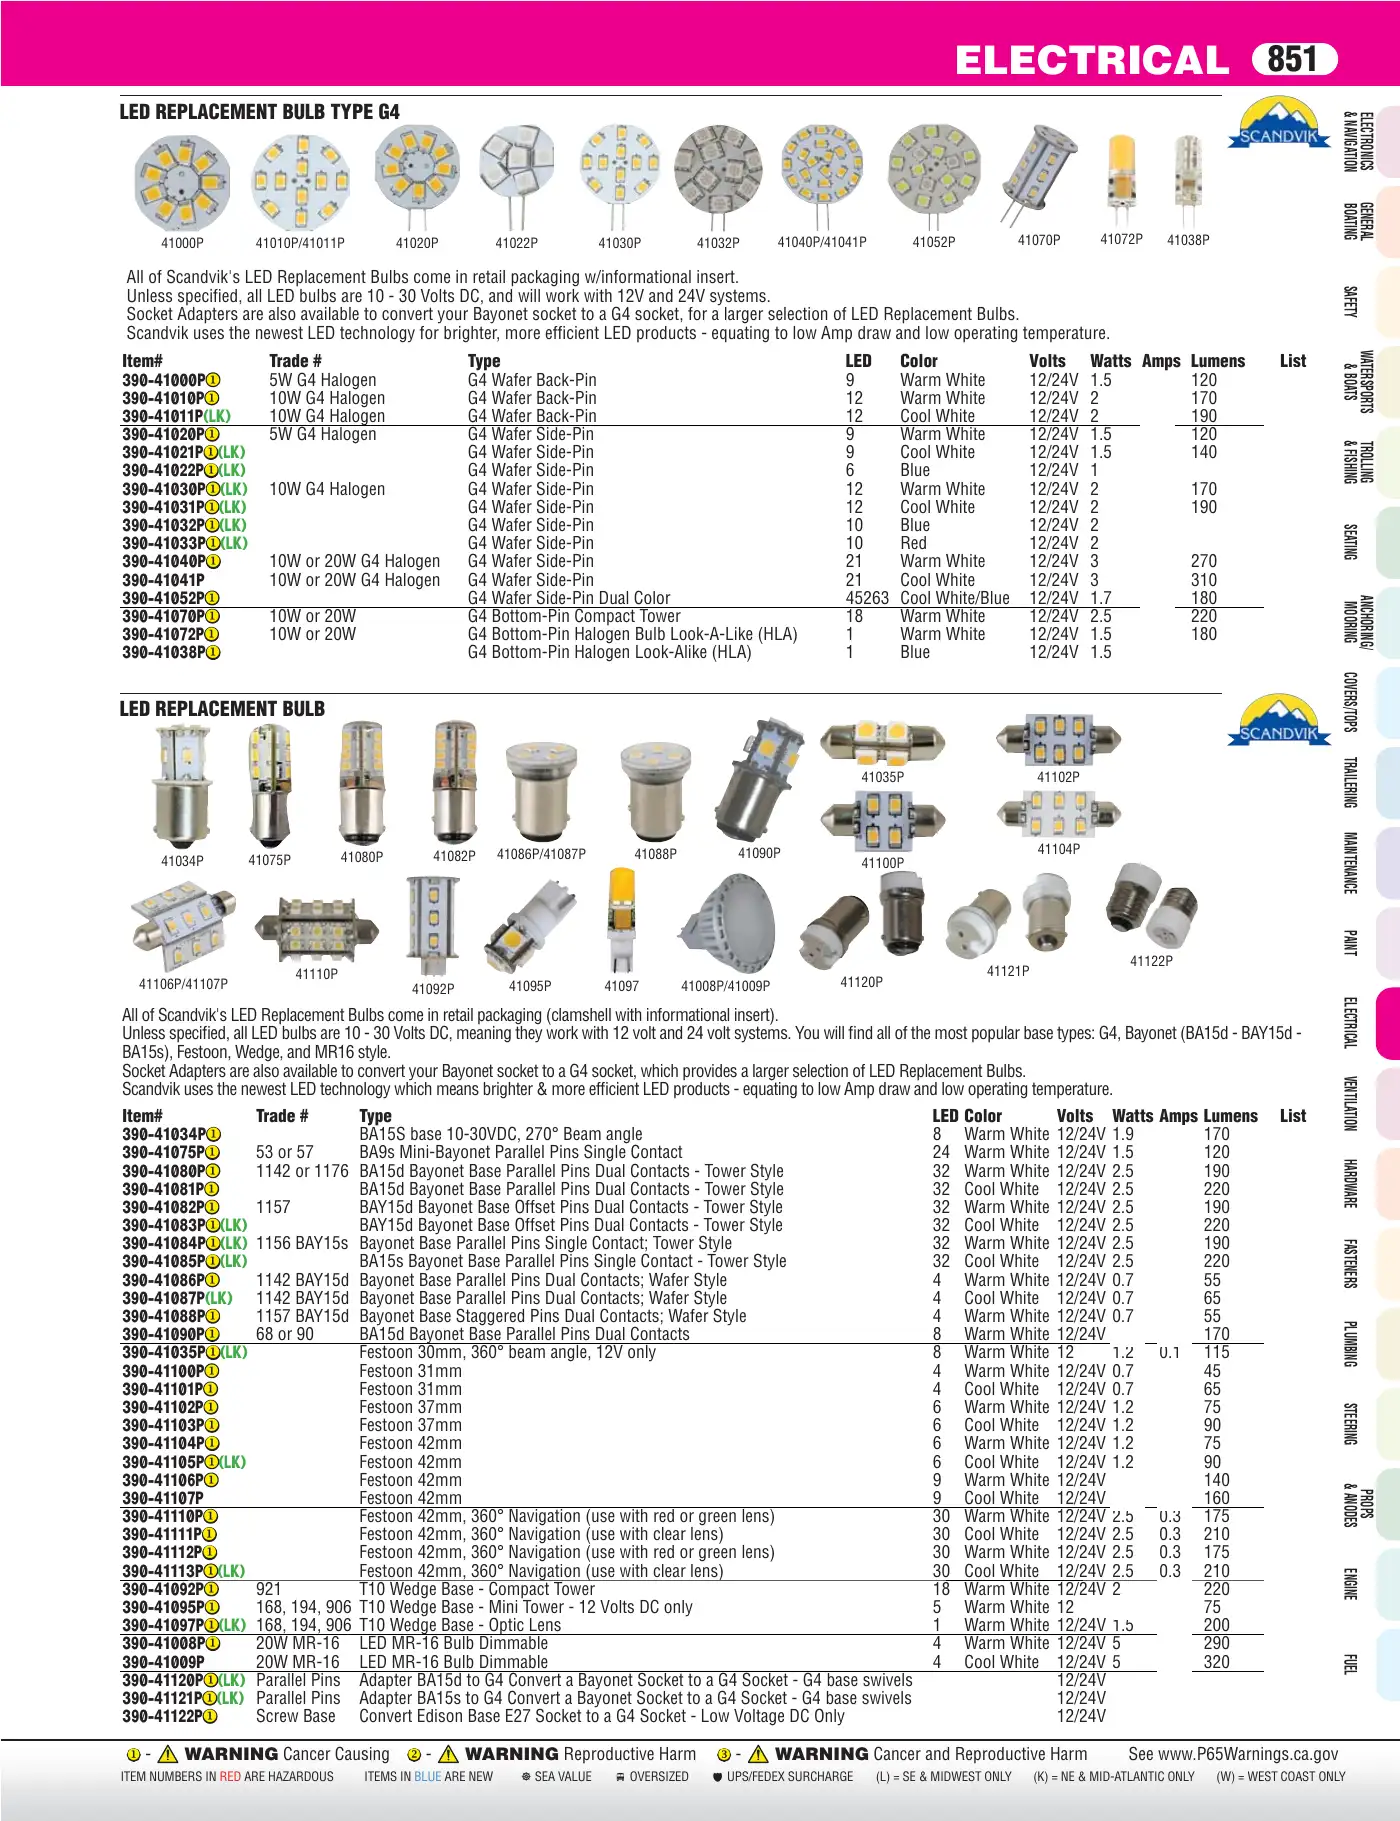 ELECTRICAL 851
LED REPLACEMENT BULB TYPE G4
SCANDVIK
41000P 41010P/41011P 41020P 41022P 41030P 41032P 41040P/41041P 41052P 41070P 41072P 41038P
All of Scandvik's LED Replacement Bulbs come in retail packaging w/informational insert.
Unless specified, all LED bulbs are 10 - 30 Volts DC, and will work with 12V and 24V systems.
Socket Adapters are also available to convert your Bayonet socket to a G4 socket, for a larger selection of LED Replacement Bulbs.
Scandvik uses the newest LED technology for brighter, more efficient LED products - equating to low Amp draw and low operating temperature.
Item# Trade # Type LED Color Volts Watts Amps Lumens List
390-41000P① 5W G4 Halogen G4 Wafer Back-Pin 9 Warm White 12/24V 1.5 120
390-41010P① 10W G4 Halogen G4 Wafer Back-Pin 12 Warm White 12/24V 2 170
390-41011P(LK) 10W G4 Halogen G4 Wafer Back-Pin 12 Cool White 12/24V 2 190
390-41020P① 5W G4 Halogen G4 Wafer Side-Pin 9 Warm White 12/24V 1.5 120
390-41021P①(LK) G4 Wafer Side-Pin 9 Cool White 12/24V 1.5 140
390-41022P①(LK) G4 Wafer Side-Pin 6 Blue 12/24V 1
390-41030P①(LK) 10W G4 Halogen G4 Wafer Side-Pin 12 Warm White 12/24V 2 170
390-41031P①(LK) G4 Wafer Side-Pin 12 Cool White 12/24V 2 190
390-41032P①(LK) G4 Wafer Side-Pin 10 Blue 12/24V 2
390-41033P①(LK) G4 Wafer Side-Pin 10 Red 12/24V 2
390-41040P① 10W or 20W G4 Halogen G4 Wafer Side-Pin 21 Warm White 12/24V 3 270
390-41041P 10W or 20W G4 Halogen G4 Wafer Side-Pin 21 Cool White 12/24V 3 310
390-41052P① G4 Wafer Side-Pin Dual Color 45263 Cool White/Blue 12/24V 1.7 180
390-41070P① 10W or 20W G4 Bottom-Pin Compact Tower 18 Warm White 12/24V 2.5 220
390-41072P① 10W or 20W G4 Bottom-Pin Halogen Bulb Look-A-Like (HLA) 1 Warm White 12/24V 1.5 180
390-41038P① G4 Bottom-Pin Halogen Look-Alike (HLA) 1 Blue 12/24V 1.5
LED REPLACEMENT BULB
SCANDVIK
41035P 41102P
41034P 41075P 41080P 41082P 41086P/41087P 41088P 41090P 41100P 41104P
41106P/41107P 41110P 41092P 41095P 41097 41008P/41009P 41120P 41121P 41122P
All of Scandvik's LED Replacement Bulbs come in retail packaging (clamshell with informational insert).
Unless specified, all LED bulbs are 10 - 30 Volts DC, meaning they work with 12 volt and 24 volt systems. You will find all of the most popular base types: G4, Bayonet (BA15d - BAY15d -
BA15s), Festoon, Wedge, and MR16 style.
Socket Adapters are also available to convert your Bayonet socket to a G4 socket, which provides a larger selection of LED Replacement Bulbs.
Scandvik uses the newest LED technology which means brighter & more efficient LED products - equating to low Amp draw and low operating temperature.
Item# Trade # Type LED Color Volts Watts Amps Lumens List
390-41034P① BA15S base 10-30VDC, 270° Beam angle 8 Warm White 12/24V 1.9 170
390-41075P① 53 or 57 BA9s Mini-Bayonet Parallel Pins Single Contact 24 Warm White 12/24V 1.5 120
390-41080P① 1142 or 1176 BA15d Bayonet Base Parallel Pins Dual Contacts - Tower Style 32 Warm White 12/24V 2.5 190
390-41081P① BA15d Bayonet Base Parallel Pins Dual Contacts - Tower Style 32 Cool White 12/24V 2.5 220
390-41082P① 1157 BAY15d Bayonet Base Offset Pins Dual Contacts - Tower Style 32 Warm White 12/24V 2.5 190
390-41083P①(LK) BAY15d Bayonet Base Offset Pins Dual Contacts - Tower Style 32 Cool White 12/24V 2.5 220
390-41084P①(LK) 1156 BAY15s Bayonet Base Parallel Pins Single Contact; Tower Style 32 Warm White 12/24V 2.5 190
390-41085P①(LK) BA15s Bayonet Base Parallel Pins Single Contact - Tower Style 32 Cool White 12/24V 2.5 220
390-41086P① 1142 BAY15d Bayonet Base Parallel Pins Dual Contacts; Wafer Style 4 Warm White 12/24V 0.7 55
390-41087P(LK) 1142 BAY15d Bayonet Base Parallel Pins Dual Contacts; Wafer Style 4 Cool White 12/24V 0.7 65
390-41088P① 1157 BAY15d Bayonet Base Staggered Pins Dual Contacts; Wafer Style 4 Warm White 12/24V 0.7 55
390-41090P① 68 or 90 BA15d Bayonet Base Parallel Pins Dual Contacts 8 Warm White 12/24V 170
390-41035P①(LK) Festoon 30mm, 360° beam angle, 12V only 8 Warm White 12 1.2 0.1 115
390-41100P① Festoon 31mm 4 Warm White 12/24V 0.7 45
390-41101P① Festoon 31mm 4 Cool White 12/24V 0.7 65
390-41102P① Festoon 37mm 6 Warm White 12/24V 1.2 75
390-41103P① Festoon 37mm 6 Cool White 12/24V 1.2 90
390-41104P① Festoon 42mm 6 Warm White 12/24V 1.2 75
390-41105P①(LK) Festoon 42mm 6 Cool White 12/24V 1.2 90
390-41106P① Festoon 42mm 9 Warm White 12/24V 140
390-41107P Festoon 42mm 9 Cool White 12/24V 160
390-41110P① Festoon 42mm, 360° Navigation (use with red or green lens) 30 Warm White 12/24V 2.5 0.3 175
390-41111P① Festoon 42mm, 360° Navigation (use with clear lens) 30 Cool White 12/24V 2.5 0.3 210
390-41112P① Festoon 42mm, 360° Navigation (use with red or green lens) 30 Warm White 12/24V 2.5 0.3 175
390-41113P①(LK) Festoon 42mm, 360° Navigation (use with clear lens) 30 Cool White 12/24V 2.5 0.3 210
390-41092P① 921 T10 Wedge Base - Compact Tower 18 Warm White 12/24V 2 220
390-41095P① 168, 194, 906 T10 Wedge Base - Mini Tower - 12 Volts DC only 5 Warm White 12 75
390-41097P①(LK) 168, 194, 906 T10 Wedge Base - Optic Lens 1 Warm White 12/24V 1.5 200
390-41008P① 20W MR-16 LED MR-16 Bulb Dimmable 4 Warm White 12/24V 5 290
390-41009P 20W MR-16 LED MR-16 Bulb Dimmable 4 Cool White 12/24V 5 320
390-41120P①(LK) Parallel Pins Adapter BA15d to G4 Convert a Bayonet Socket to a G4 Socket - G4 base swivels 12/24V
390-41121P①(LK) Parallel Pins Adapter BA15s to G4 Convert a Bayonet Socket to a G4 Socket - G4 base swivels 12/24V
390-41122P① Screw Base Convert Edison Base E27 Socket to a G4 Socket - Low Voltage DC Only 12/24V
① - WARNING Cancer Causing ② - WARNING Reproductive Harm ③ - WARNING Cancer and Reproductive Harm See www.P65Warnings.ca.gov
ITEM NUMBERS IN RED ARE HAZARDOUS ITEMS IN BLUE ARE NEW SEA VALUE OVERSIZED UPS/FEDEX SURCHARGE (L) = SE & MIDWEST ONLY (K) = NE & MID-ATLANTIC ONLY (W) = WEST COAST ONLY
ELECTRONICS
& NAVIGATION
GENERAL
BOATING
SAFETY
WATERSPORTS
& BOATS
TROLLING
& FISHING
SEATING
ANCHORING/
MOORING
COVERS/TOPS
TRAILERING
MAINTENANCE
PAINT
ELECTRICAL
VENTILATION
HARDWARE
FASTENERS
PLUMBING
STEERING
PROPS
& ANODES
ENGINE
FUEL